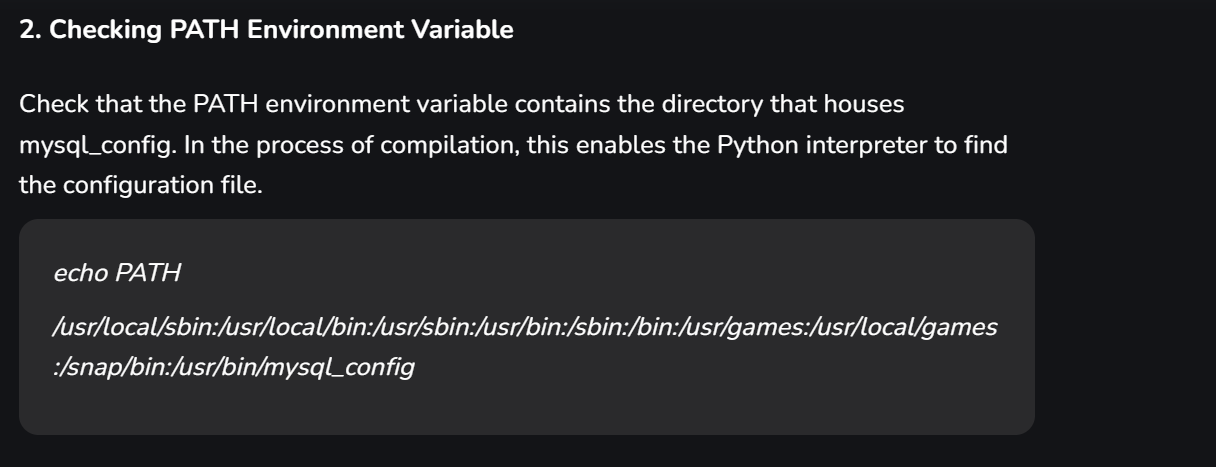 2. Checking PATH Environment Variable
Check that the PATH environment variable contains the directory that houses
mysql_config. In the process of compilation, this enables the Python interpreter to find
the configuration file.
echo PATH
/usr/local/sbin:/usr/local/bin:/usr/sbin:/usr/bin:/sbin:/bin:/usr/games:/usr/local/games
:/snap/bin:/usr/bin/mysql_config